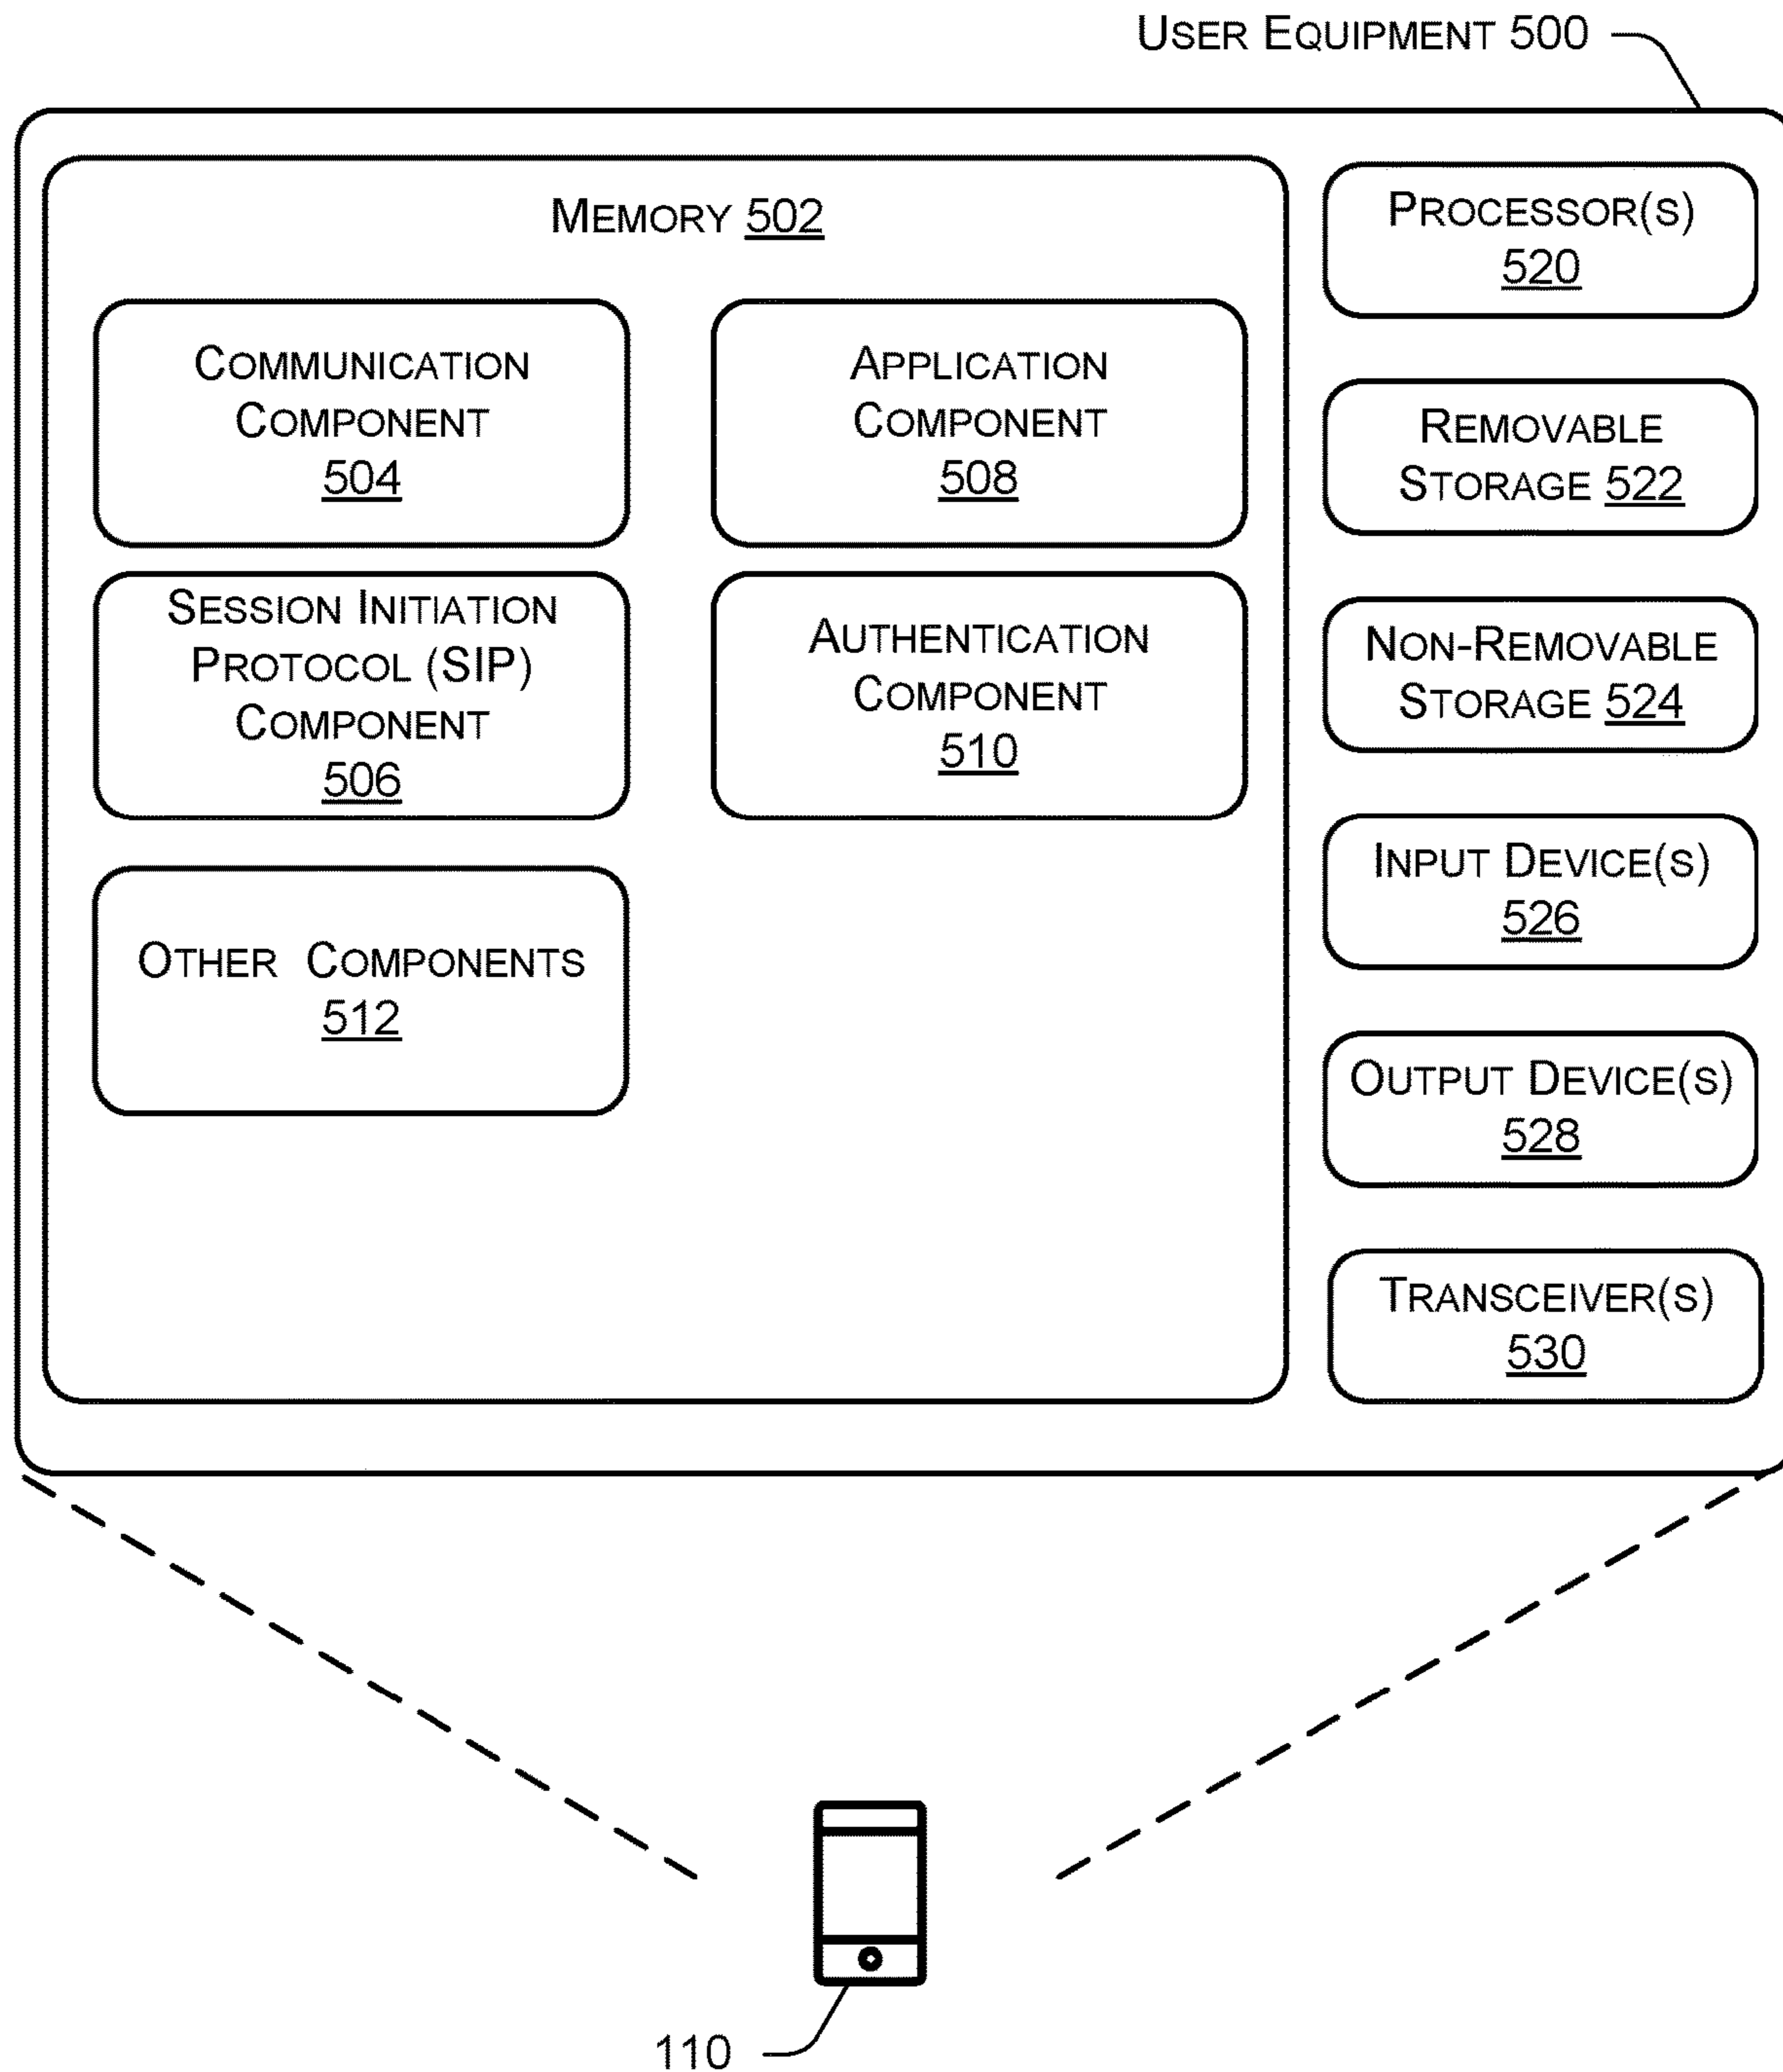 USER EQUIPMENT 500
MEMORY 502
COMMUNICATION
COMPONENT
504
APPLICATION
COMPONENT
508
SESSION INITIATION
PROTOCOL (SIP)
COMPONENT
506
AUTHENTICATION
COMPONENT
510
OTHER COMPONENTS
512
PROCESSOR(S)
520
REMOVABLE
STORAGE 522
NON-REMOVABLE
STORAGE 524
INPUT DEVICE(S)
526
OUTPUT DEVICE(S)
528
TRANSCEIVER(S)
530
110